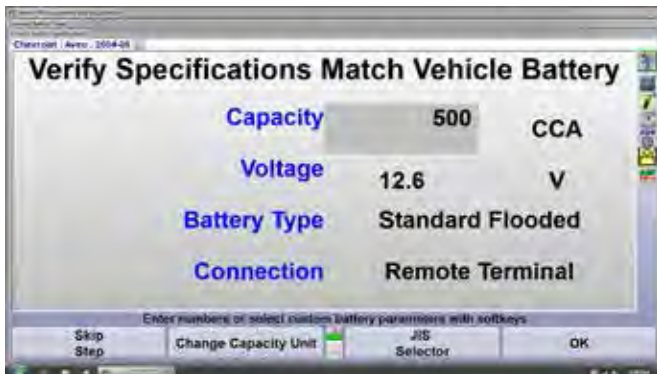 Chevrolet | Aveo , 2004-08
Verify Specifications Match Vehicle Battery
Capacity 500 CCA
Voltage 12.6 V
Battery Type Standard Flooded
Connection Remote Terminal
Enter numbers or select custom battery parameters with softkeys
Skip Step
Change Capacity Unit
JIS Selector
OK